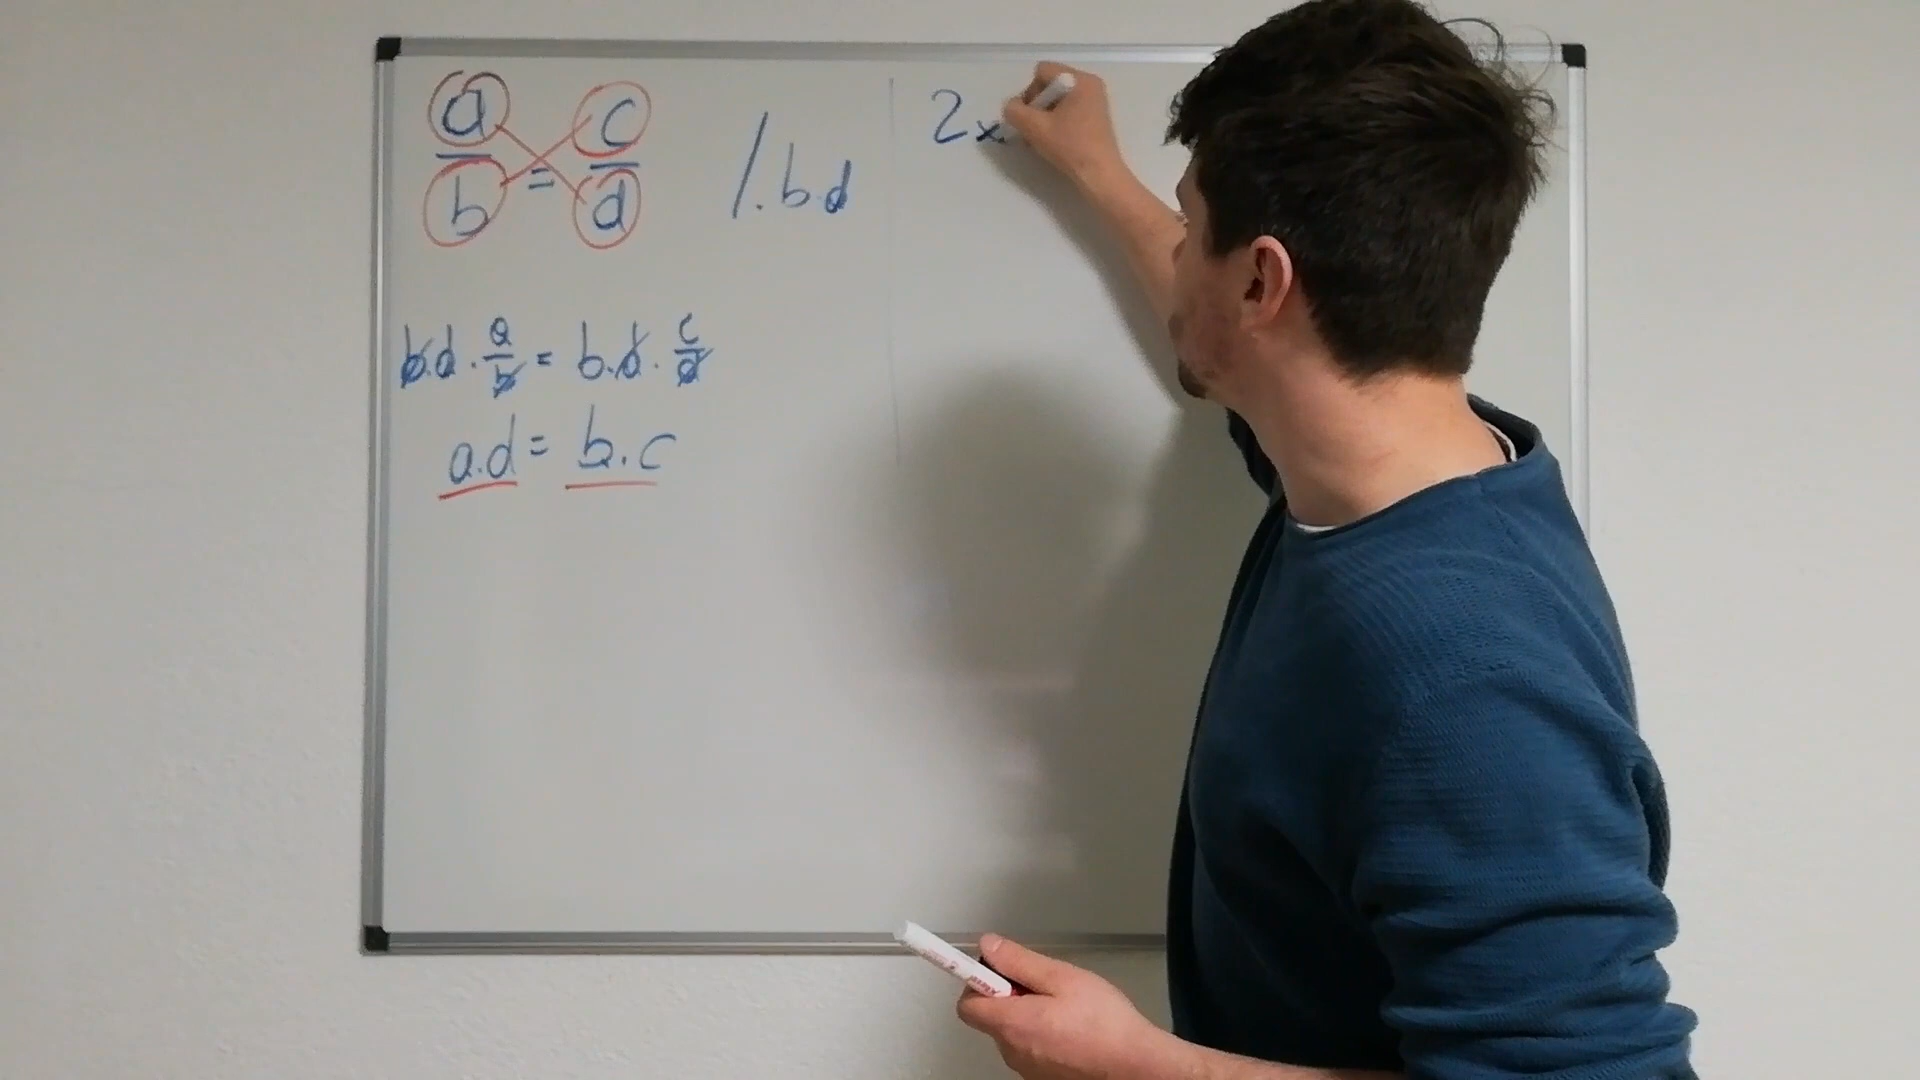 a/b = c/d /.b.d
b.d . a/b = b.d . c/d
a.d = b.c
2x